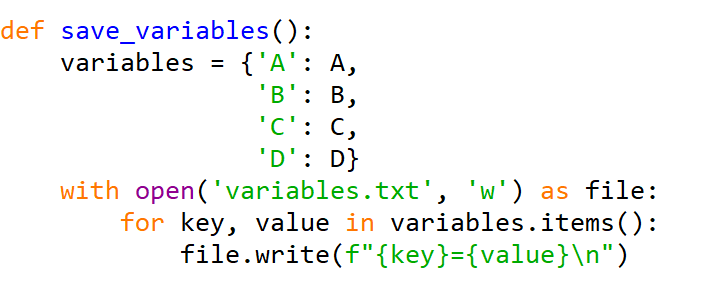 def save_variables():
    variables = {'A': A,
                 'B': B,
                 'C': C,
                 'D': D}
    with open('variables.txt', 'w') as file:
        for key, value in variables.items():
            file.write(f"{key}={value}\n")